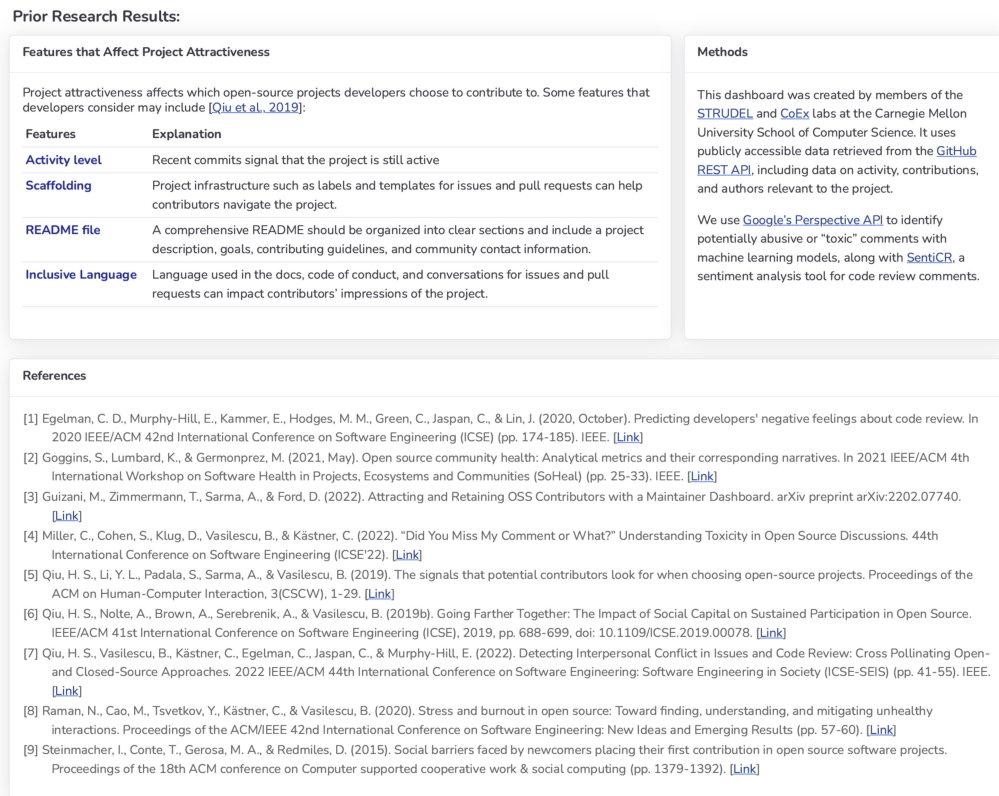 Prior Research Results:
Features that Affect Project Attractiveness
Project attractiveness affects which open-source projects developers choose to contribute to. Some features that
developers consider may include [Qiu et al., 2019]:
Features Explanation
Activity level Recent commits signal that the project is still active
Scaffolding Project infrastructure such as labels and templates for issues and pull requests can help
contributors navigate the project.
README file A comprehensive README should be organized into clear sections and include a project
description, goals, contributing guidelines, and community contact information.
Inclusive Language Language used in the docs, code of conduct, and conversations for issues and pull
requests can impact contributors' impressions of the project.
Methods
This dashboard was created by members of the
STRUDEL and CoEx labs at the Carnegie Mellon
University School of Computer Science. It uses
publicly accessible data retrieved from the GitHub
REST API, including data on activity, contributions,
and authors relevant to the project.
We use Google's Perspective API to identify
potentially abusive or “toxic” comments with
machine learning models, along with SentiCR, a
sentiment analysis tool for code review comments.
References
[1] Egelman, C. D., Murphy-Hill, E., Kammer, E., Hodges, M. M., Green, C., Jaspan, C., & Lin, J. (2020, October). Predicting developers' negative feelings about code review. In
2020 IEEE/ACM 42nd International Conference on Software Engineering (ICSE) (pp. 174-185). IEEE. [Link]
[2] Goggins, S., Lumbard, K., & Germonprez, M. (2021, May). Open source community health: Analytical metrics and their corresponding narratives. In 2021 IEEE/ACM 4th
International Workshop on Software Health in Projects, Ecosystems and Communities (SoHeal) (pp. 25-33). IEEE. [Link]
[3] Guizani, M., Zimmermann, T., Sarma, A., & Ford, D. (2022). Attracting and Retaining OSS Contributors with a Maintainer Dashboard. arXiv preprint arXiv:2202.07740.
[Link]
[4] Miller, C., Cohen, S., Klug, D., Vasilescu, B., & Kästner, C. (2022). “Did You Miss My Comment or What?” Understanding Toxicity in Open Source Discussions. 44th
International Conference on Software Engineering (ICSE'22). [Link]
[5] Qiu, H. S., Li, Y. L., Padala, S., Sarma, A., & Vasilescu, B. (2019). The signals that potential contributors look for when choosing open-source projects. Proceedings of the
ACM on Human-Computer Interaction, 3(CSCW), 1-29. [Link]
[6] Qiu, H. S., Nolte, A., Brown, A., Serebrenik, A., & Vasilescu, B. (2019b). Going Farther Together: The Impact of Social Capital on Sustained Participation in Open Source.
IEEE/ACM 41st International Conference on Software Engineering (ICSE), 2019, pp. 688-699, doi: 10.1109/ICSE.2019.00078. [Link]
[7] Qiu, H. S., Vasilescu, B., Kästner, C., Egelman, C., Jaspan, C., & Murphy-Hill, E. (2022). Detecting Interpersonal Conflict in Issues and Code Review: Cross Pollinating Open-
and Closed-Source Approaches. 2022 IEEE/ACM 44th International Conference on Software Engineering: Software Engineering in Society (ICSE-SEIS) (pp. 41-55). IEEE.
[Link]
[8] Raman, N., Cao, M., Tsvetkov, Y., Kästner, C., & Vasilescu, B. (2020). Stress and burnout in open source: Toward finding, understanding, and mitigating unhealthy
interactions. Proceedings of the ACM/IEEE 42nd International Conference on Software Engineering: New Ideas and Emerging Results (pp. 57-60). [Link]
[9] Steinmacher, I., Conte, T., Gerosa, M. A., & Redmiles, D. (2015). Social barriers faced by newcomers placing their first contribution in open source software projects.
Proceedings of the 18th ACM conference on Computer supported cooperative work & social computing (pp. 1379-1392). [Link]